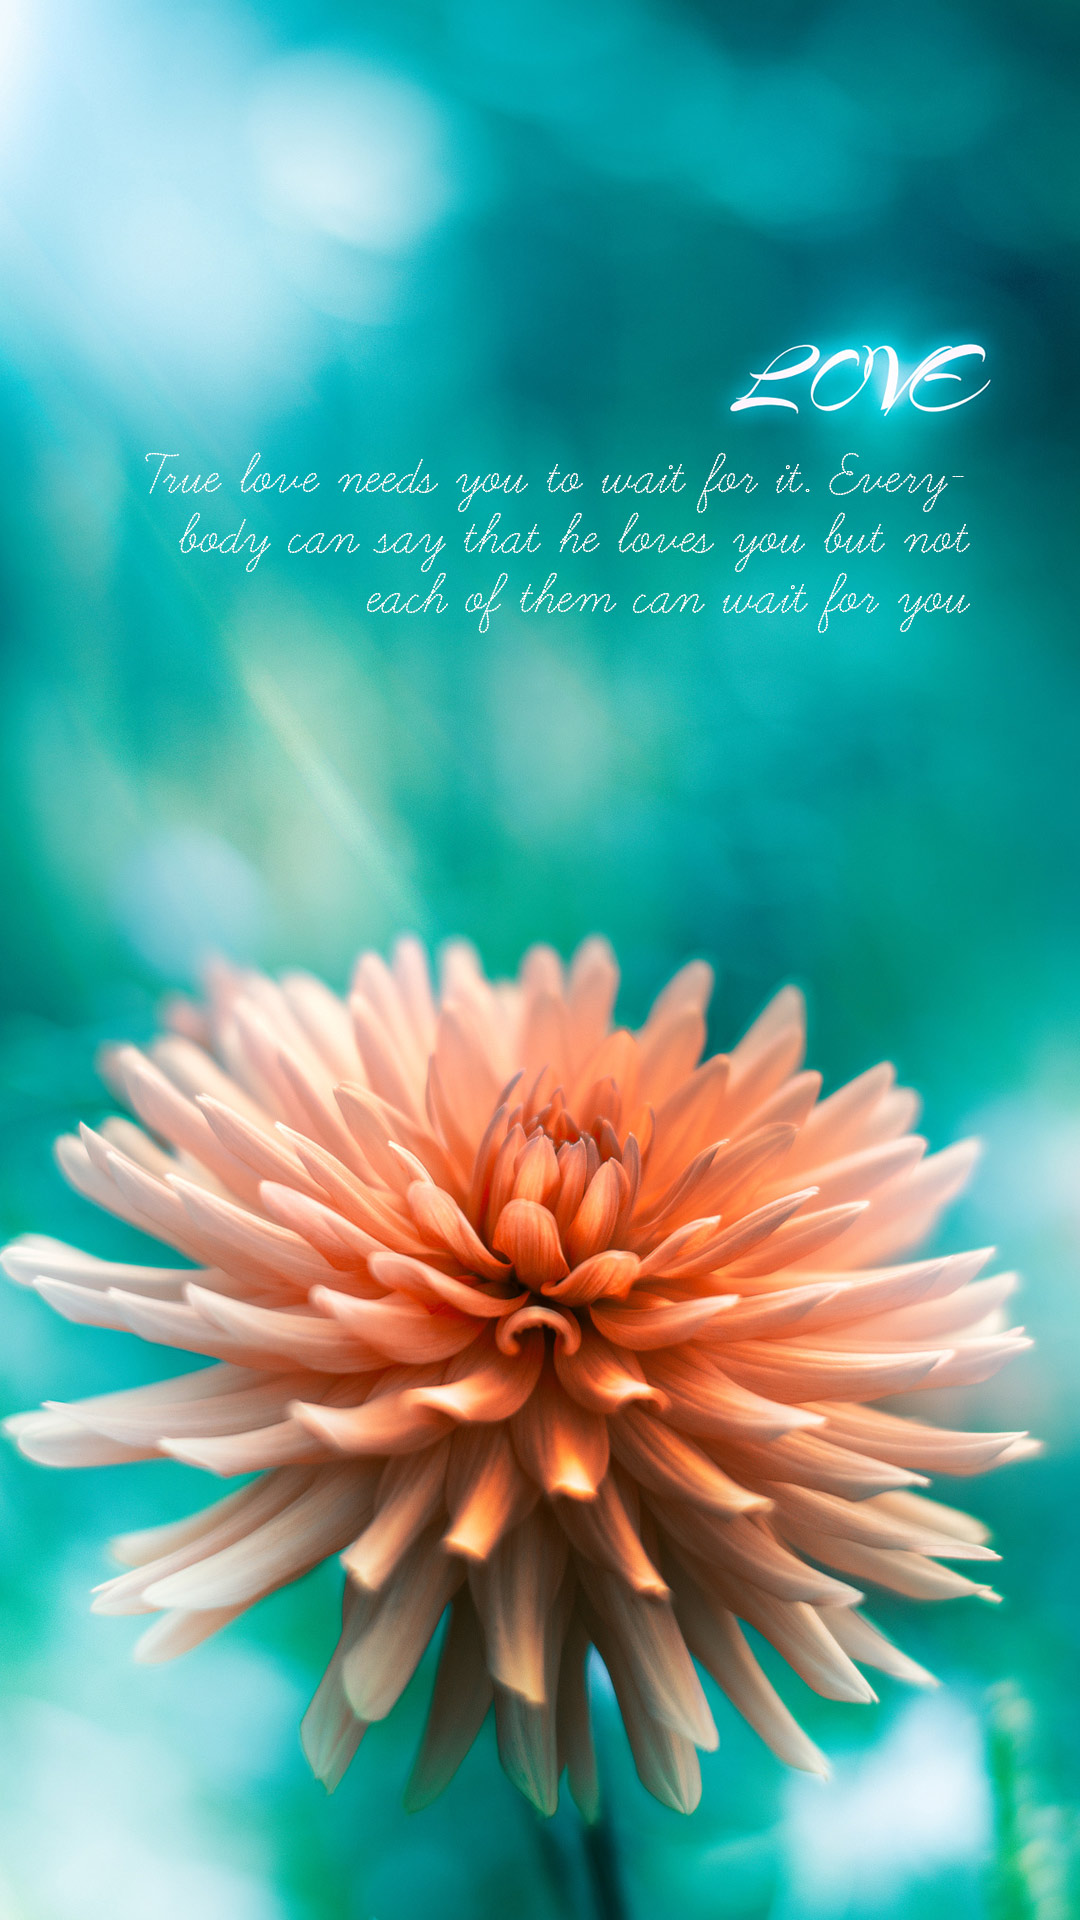 LOVE
True love needs you to wait for it. Every-
body can say that he loves you but not
each of them can wait for you